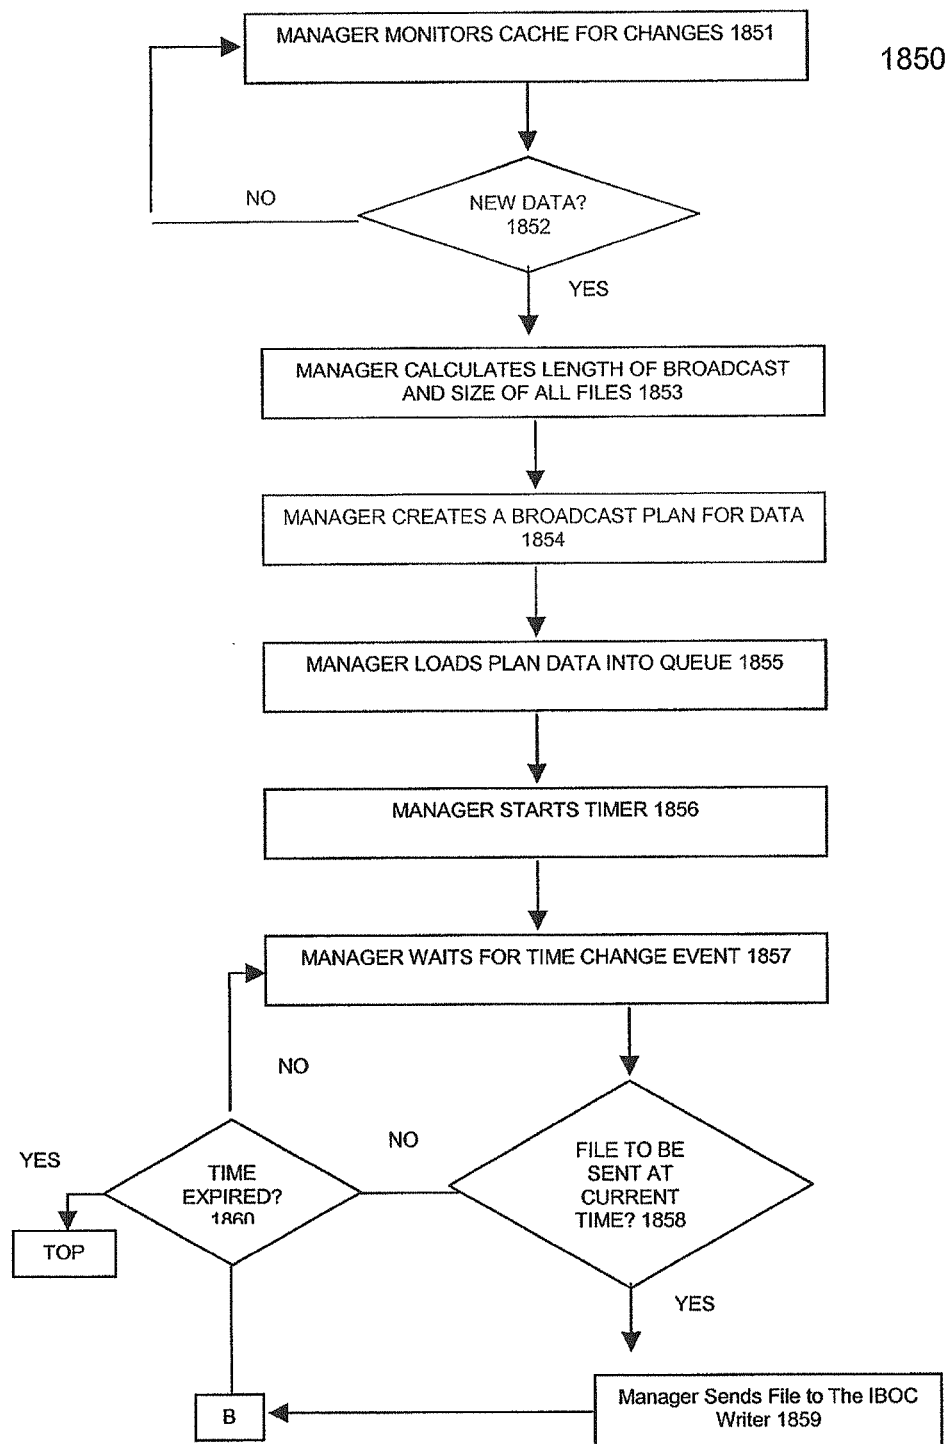 MANAGER MONITORS CACHE FOR CHANGES 1851
1850
NEW DATA?
1852
NO
YES
MANAGER CALCULATES LENGTH OF BROADCAST
AND SIZE OF ALL FILES 1853
MANAGER CREATES A BROADCAST PLAN FOR DATA
1854
MANAGER LOADS PLAN DATA INTO QUEUE 1855
MANAGER STARTS TIMER 1856
MANAGER WAITS FOR TIME CHANGE EVENT 1857
NO
NO
YES
TIME
EXPIRED?
1860
FILE TO BE
SENT AT
CURRENT
TIME? 1858
TOP
YES
B
Manager Sends File to The IBOC
Writer 1859